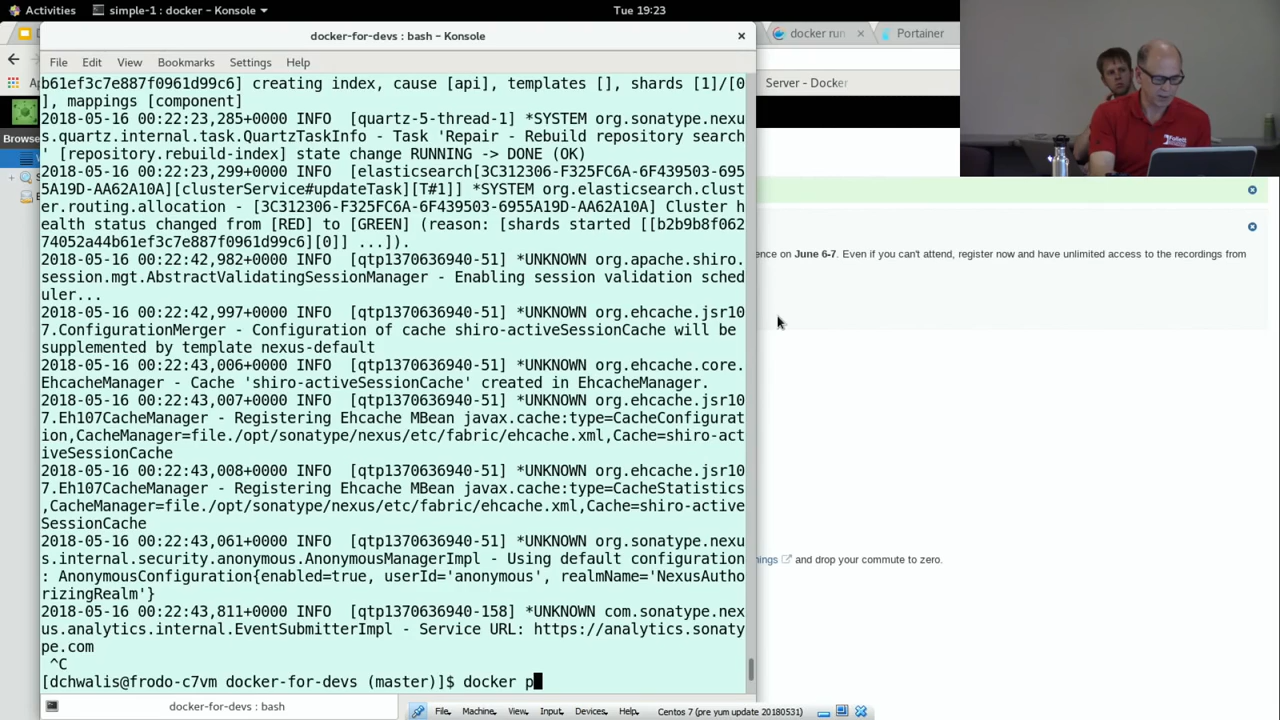 Activities
simple-1 : docker - Konsole
Tue 19:23
docker-for-devs : bash - Konsole
docker run
Portainer
File Edit View Bookmarks Settings Help
Server - Docker
b61ef3c7e887f0961d99c6] creating index, cause [api], templates [], shards [1]/[0
], mappings [component]
2018-05-16 00:22:23,285+0000 INFO  [quartz-5-thread-1] *SYSTEM org.sonatype.nexu
s.quartz.internal.task.QuartzTaskInfo - Task 'Repair - Rebuild repository search
' [repository.rebuild-index] state change RUNNING -> DONE (OK)
2018-05-16 00:22:23,299+0000 INFO  [elasticsearch[3C312306-F325FC6A-6F439503-695
5A19D-AA6210A][clusterService#updateTask][T#1]] *SYSTEM org.elasticsearch.clust
er.routing.allocation - [3C312306-F325FC6A-6F439503-6955A19D-AA62010A] Cluster h
ealth status changed from [RED] to [GREEN] (reason: [shards started [[b2b9b8f062
74052a44b61ef3c7e887f0961d99c6][0]] ...]).
2018-05-16 00:22:42,982+0000 INFO  [qtp1370636940-51] *UNKNOWN org.apache.shiro.
session.mgt.AbstractValidatingSessionManager - Enabling session validation sched
uler...
2018-05-16 00:22:42,997+0000 INFO  [qtp1370636940-51] *UNKNOWN org.ehcache.jsr10
7.ConfigurationMerger - Configuration of cache shiro-activeSessionCache will be
supplemented by template nexus-default
2018-05-16 00:22:43,006+0000 INFO  [qtp1370636940-51] *UNKNOWN org.ehcache.core.
EhcacheManager - Cache 'shiro-activeSessionCache' created in EhcacheManager.
2018-05-16 00:22:43,007+0000 INFO  [qtp1370636940-51] *UNKNOWN org.ehcache.jsr10
7.Eh107CacheManager - Registering Ehcache MBean javax.cache:type=CacheConfigurat
ion,CacheManager=file./opt/sonatype/nexus/etc/fabric/ehcache.xml,Cache=shiro-act
iveSessionCache
2018-05-16 00:22:43,008+0000 INFO  [qtp1370636940-51] *UNKNOWN org.ehcache.jsr10
7.Eh107CacheManager - Registering Ehcache MBean javax.cache:type=CacheStatistics
,CacheManager=file./opt/sonatype/nexus/etc/fabric/ehcache.xml,Cache=shiro-active
SessionCache
2018-05-16 00:22:43,061+0000 INFO  [qtp1370636940-51] *UNKNOWN org.sonatype.nexu
s.internal.security.anonymous.AnonymousManagerImpl - Using default configuration
: AnonymousConfiguration{enabled=true, userId='anonymous', realmName='NexusAutho
rizingRealm'}
2018-05-16 00:22:43,811+0000 INFO  [qtp1370636940-158] *UNKNOWN com.sonatype.nex
us.analytics.internal.EventSubmitterImpl - Service URL: https://analytics.sonaty
pe.com
^C
[dchwalis@frodo-c7vm docker-for-devs (master)]$ docker p
Browse
ence on June 6-7. Even if you can't attend, register now and have unlimited access to the recordings from
and drop your commute to zero.
docker-for-devs : bash
File Machine View Input Devices Help
Centos 7 (pre yum update 20180531)